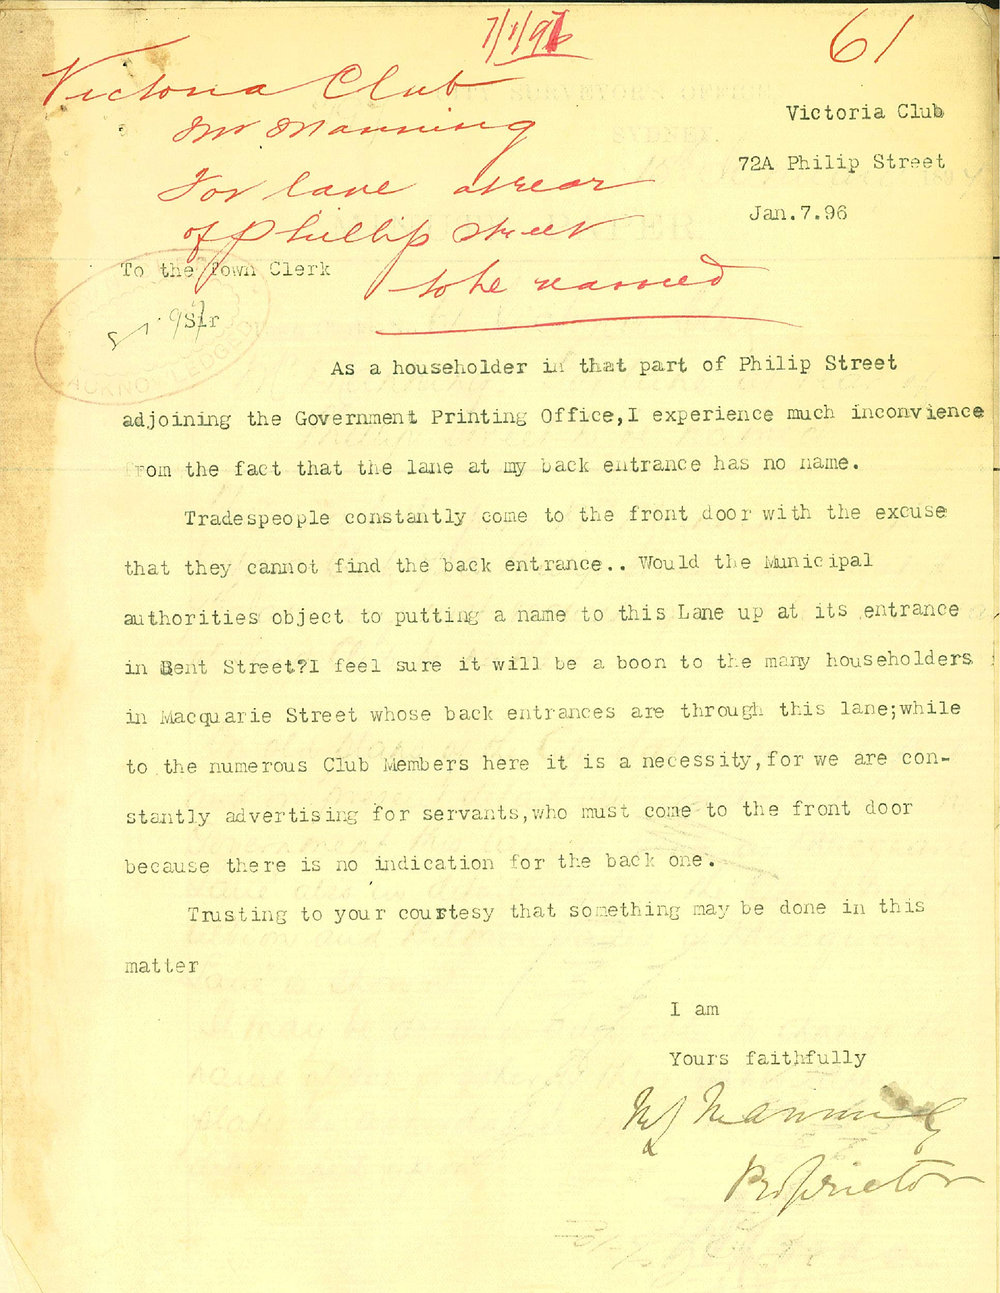 7/1/97
61
Victoria Club
Mr Manning
For lane at rear
of Phillip Street
to be named
Victoria Club
72A Philip Street
Jan.7.96
To the Town Clerk
Sir
ACKNOWLEDGED
As a householder in that part of Philip Street
adjoining the Government Printing Office,I experience much inconvience
from the fact that the lane at my back entrance has no name.
Tradespeople constantly come to the front door with the excuse
that they cannot find the back entrance.. Would the Municipal
authorities object to putting a name to this Lane up at its entrance
in Bent Street?I feel sure it will be a boon to the many householders
in Macquarie Street whose back entrances are through this lane;while
to the numerous Club Members here it is a necessity,for we are con-
stantly advertising for servants,who must come to the front door
because there is no indication for the back one.
Trusting to your courtesy that something may be done in this
matter
I am
Yours faithfully
Manning
Proprietor